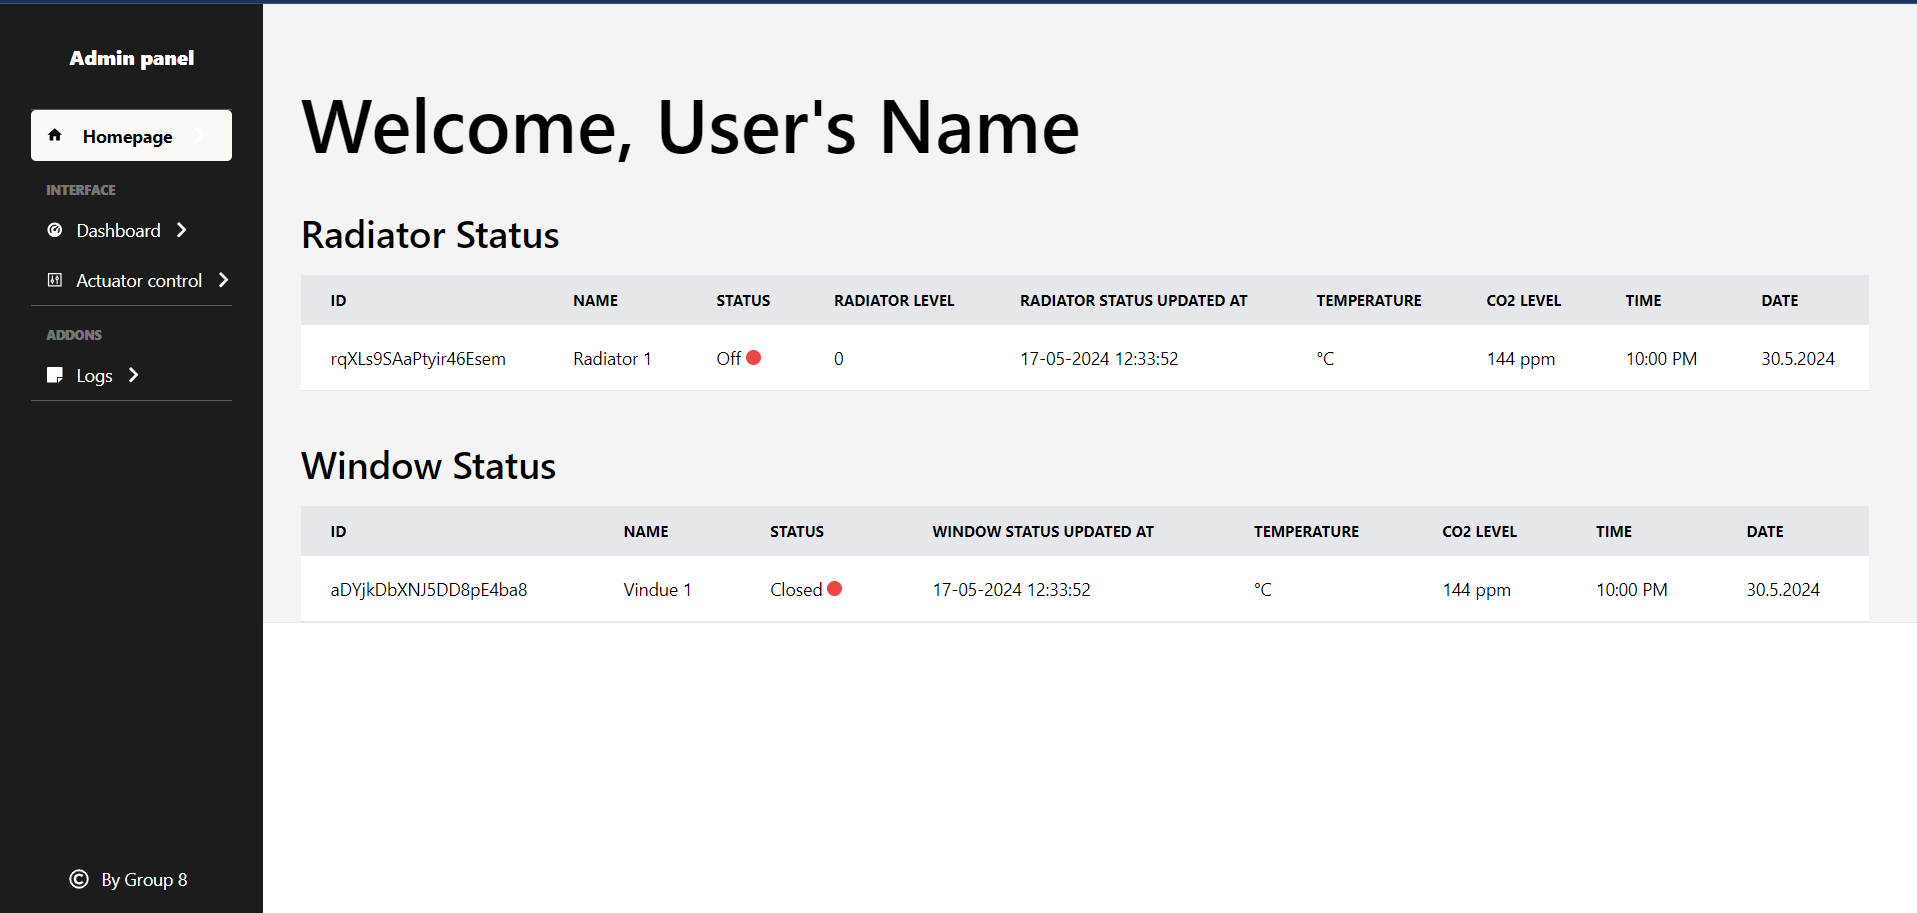 Admin panel
Homepage
INTERFACE
Dashboard
Actuator control
ADDONS
Logs
By Group 8
Welcome, User's Name
Radiator Status
ID NAME STATUS RADIATOR LEVEL RADIATOR STATUS UPDATED AT TEMPERATURE CO2 LEVEL TIME DATE
rqXLs9SAaPtyir46Esem Radiator 1 Off 0 17-05-2024 12:33:52 °C 144 ppm 10:00 PM 30.5.2024
Window Status
ID NAME STATUS WINDOW STATUS UPDATED AT TEMPERATURE CO2 LEVEL TIME DATE
aDYjkDbXNJ5DD8pE4ba8 Vindue 1 Closed 17-05-2024 12:33:52 °C 144 ppm 10:00 PM 30.5.2024